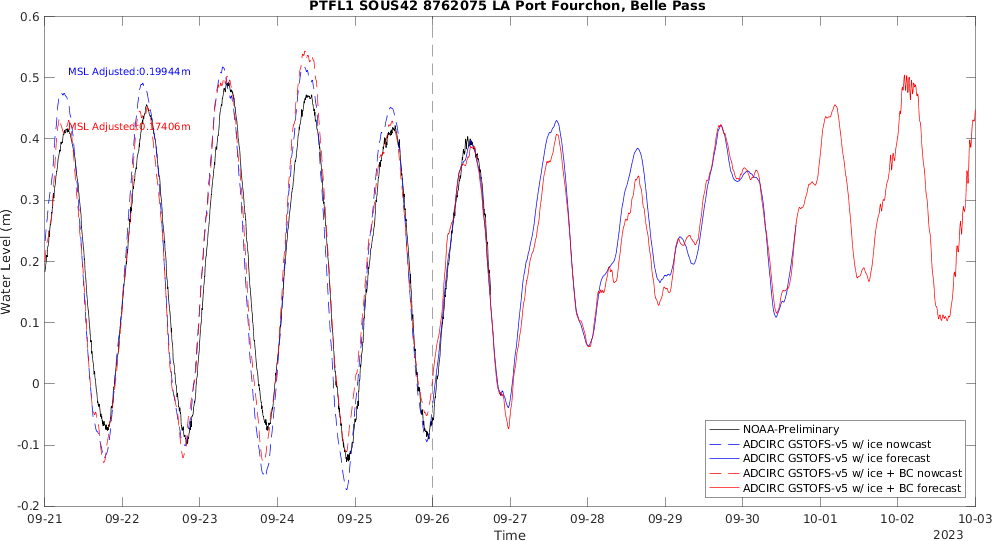 PTFL1 SOUS42 8762075 LA Port Fourchon, Belle Pass
0.6
0.5
0.4
0.3
0.2
0.1
0
-0.1
-0.2
Water Level (m)
MSL Adjusted:0.19944m
MSL Adjusted:0.17406m
NOAA-Preliminary
ADCIRC GSTOFS-v5 w/ ice nowcast
ADCIRC GSTOFS-v5 w/ ice forecast
ADCIRC GSTOFS-v5 w/ ice + BC nowcast
ADCIRC GSTOFS-v5 w/ ice + BC forecast
09-21 09-22 09-23 09-24 09-25 09-26 09-27 09-28 09-29 09-30 10-01 10-02 10-03
Time
2023